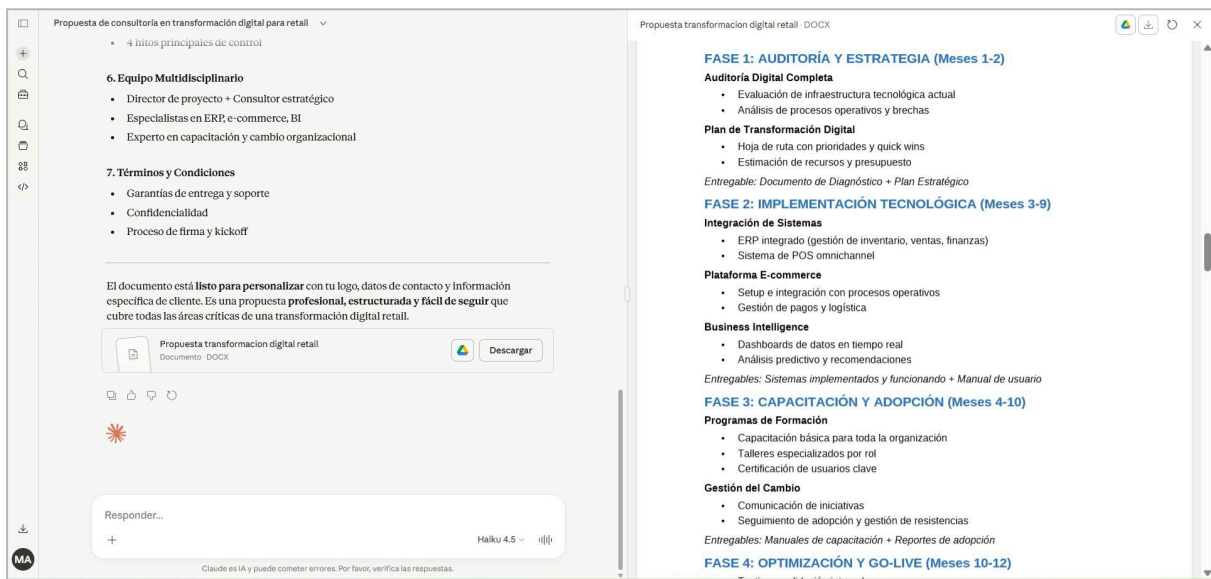 Propuesta de consultoría en transformación digital para retail
• 4 hitos principales de control
6. Equipo Multidisciplinario
• Director de proyecto + Consultor estratégico
• Especialistas en ERP, e-commerce, BI
• Experto en capacitación y cambio organizacional
7. Términos y Condiciones
• Garantías de entrega y soporte
• Confidencialidad
• Proceso de firma y kickoff
El documento está listo para personalizar con tu logo, datos de contacto y información
específica de cliente. Es una propuesta profesional, estructurada y fácil de seguir que
cubre todas las áreas críticas de una transformación digital retail.
Propuesta transformacion digital retail
Documento · DOCX
Descargar
Responder...
Haiku 4.5
MA
Claude es IA y puede cometer errores. Por favor, verifica las respuestas.
Propuesta transformacion digital retail · DOCX
FASE 1: AUDITORÍA Y ESTRATEGIA (Meses 1-2)
Auditoría Digital Completa
• Evaluación de infraestructura tecnológica actual
• Análisis de procesos operativos y brechas
Plan de Transformación Digital
• Hoja de ruta con prioridades y quick wins
• Estimación de recursos y presupuesto
Entregable: Documento de Diagnóstico + Plan Estratégico
FASE 2: IMPLEMENTACIÓN TECNOLÓGICA (Meses 3-9)
Integración de Sistemas
• ERP integrado (gestión de inventario, ventas, finanzas)
• Sistema de POS omnichannel
Plataforma E-commerce
• Setup e integración con procesos operativos
• Gestión de pagos y logística
Business Intelligence
• Dashboards de datos en tiempo real
• Análisis predictivo y recomendaciones
Entregables: Sistemas implementados y funcionando + Manual de usuario
FASE 3: CAPACITACIÓN Y ADOPCIÓN (Meses 4-10)
Programas de Formación
• Capacitación básica para toda la organización
• Talleres especializados por rol
• Certificación de usuarios clave
Gestión del Cambio
• Comunicación de iniciativas
• Seguimiento de adopción y gestión de resistencias
Entregables: Manuales de capacitación + Reportes de adopción
FASE 4: OPTIMIZACIÓN Y GO-LIVE (Meses 10-12)